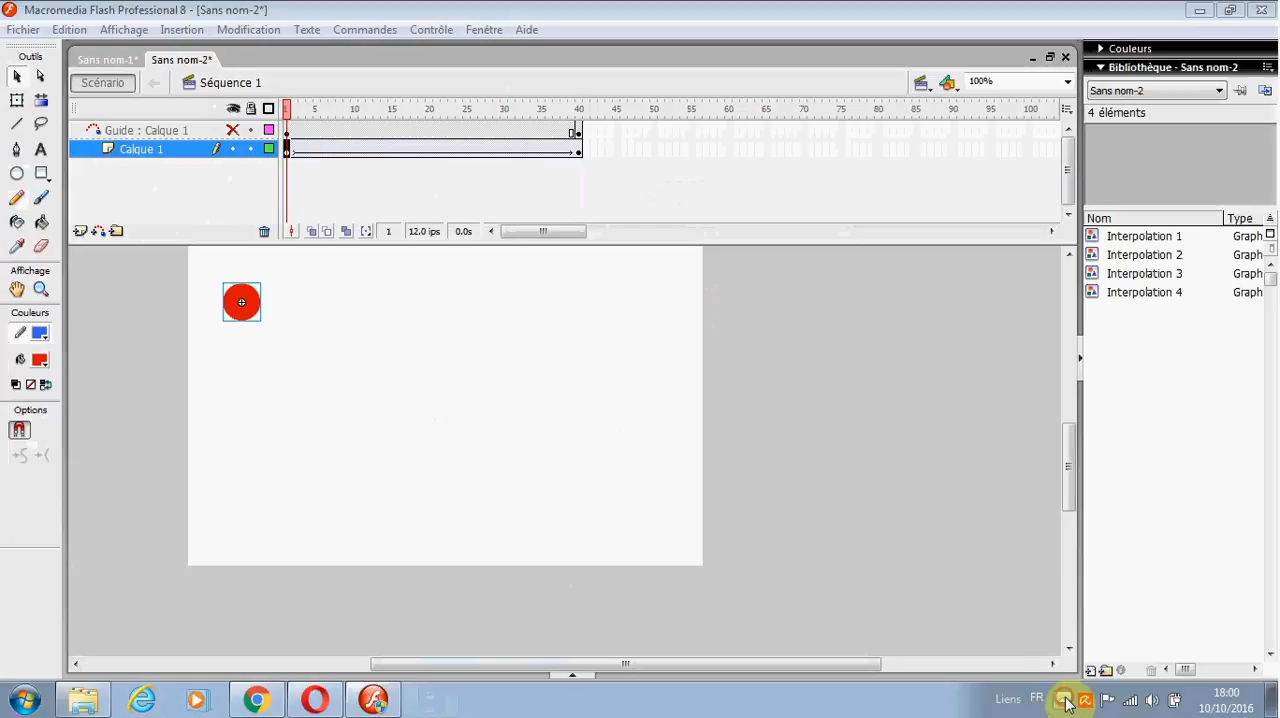 Macromedia Flash Professional 8 - [Sans nom-2*]
Fichier Edition Affichage Insertion Modification Texte Commandes Contrôle Fenêtre Aide
Outils
Sans nom-1* Sans nom-2*
Scénario Séquence 1 100%
1 5 10 15 20 25 30 35 40 45 50 55 60 65 70 75 80 85 90 95 100
Guide : Calque 1
Calque 1
1 12.0 ips 0.0s
Affichage
Couleurs
Options
Couleurs
Bibliothèque - Sans nom-2
Sans nom-2
4 éléments
Nom Type
Interpolation 1 Graph
Interpolation 2 Graph
Interpolation 3 Graph
Interpolation 4 Graph
Liens FR
18:00
10/10/2016